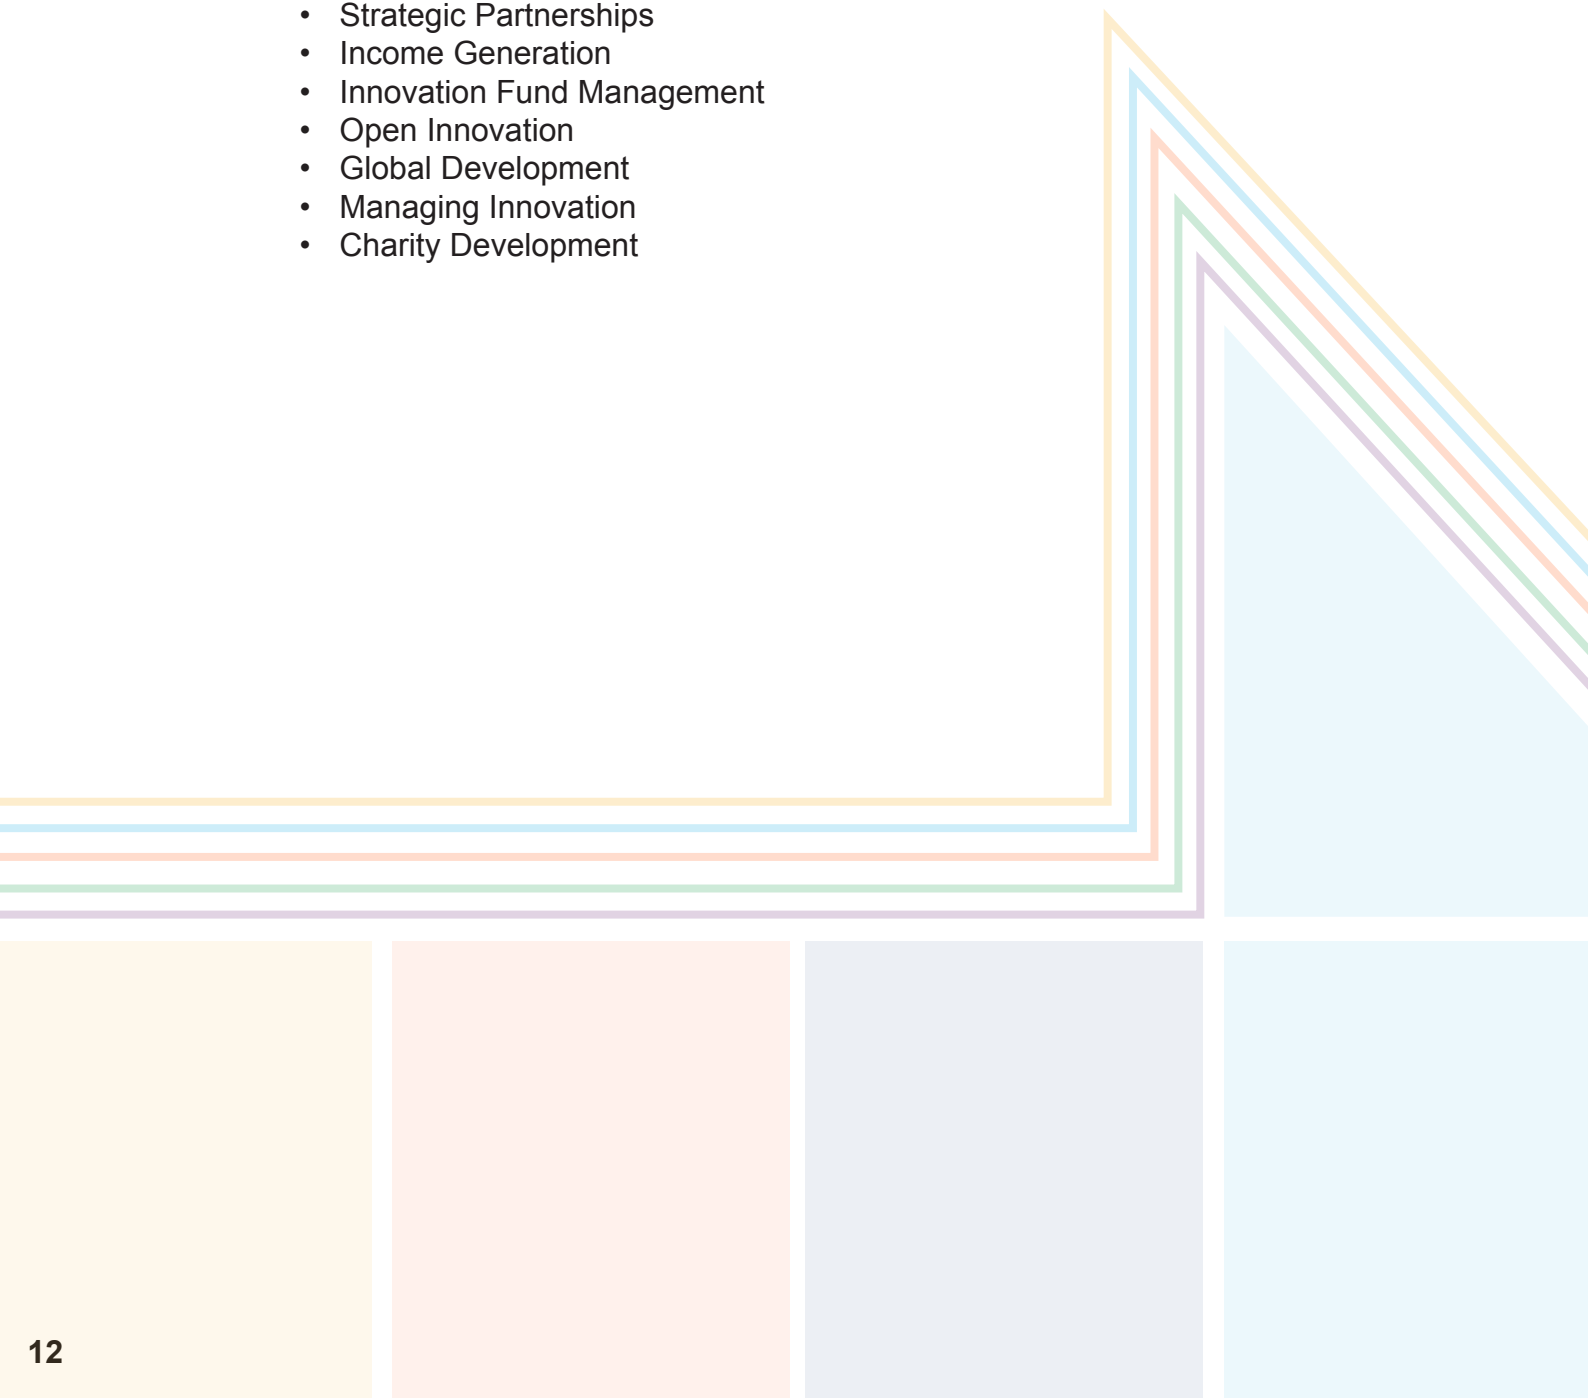 • Strategic Partnerships
• Income Generation
• Innovation Fund Management
• Open Innovation
• Global Development
• Managing Innovation
• Charity Development
12